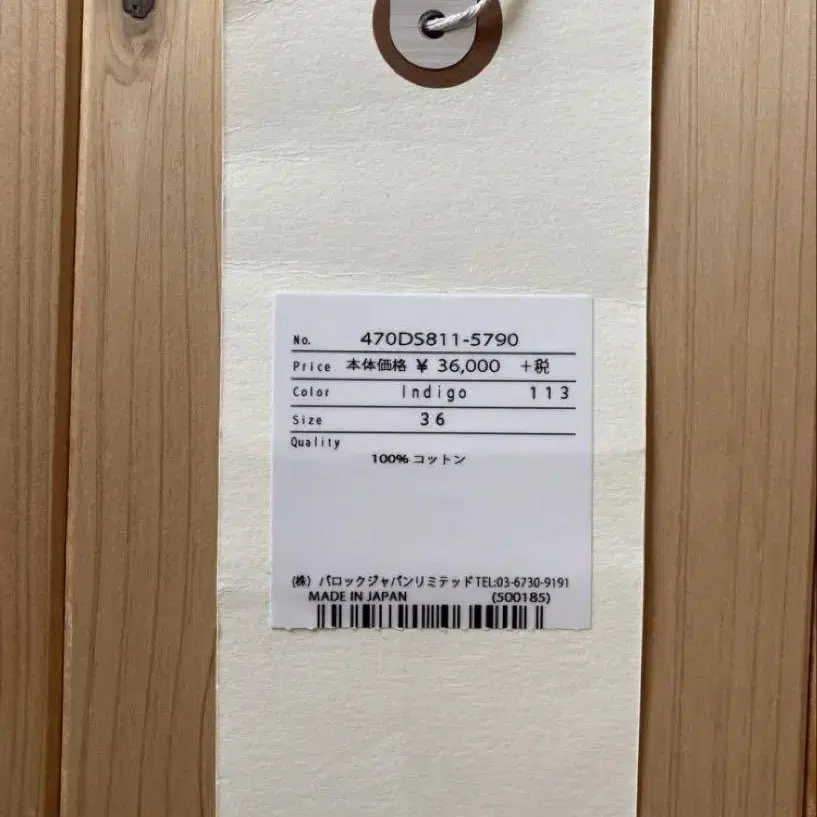 No. 470DS811-5790
Price 本体価格 ¥ 36,000 +税
Color Indigo 113
Size 36
Quality
100% コットン
(株) バロックジャパンリミテッド TEL:03-6730-9191
MADE IN JAPAN (500185)